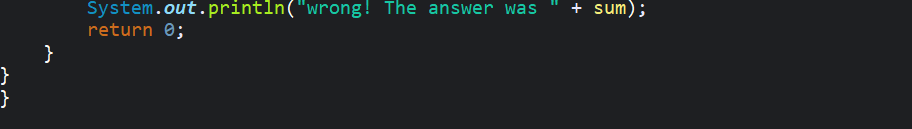 System.out.println("wrong! The answer was " + sum);
return 0;
}
}
}